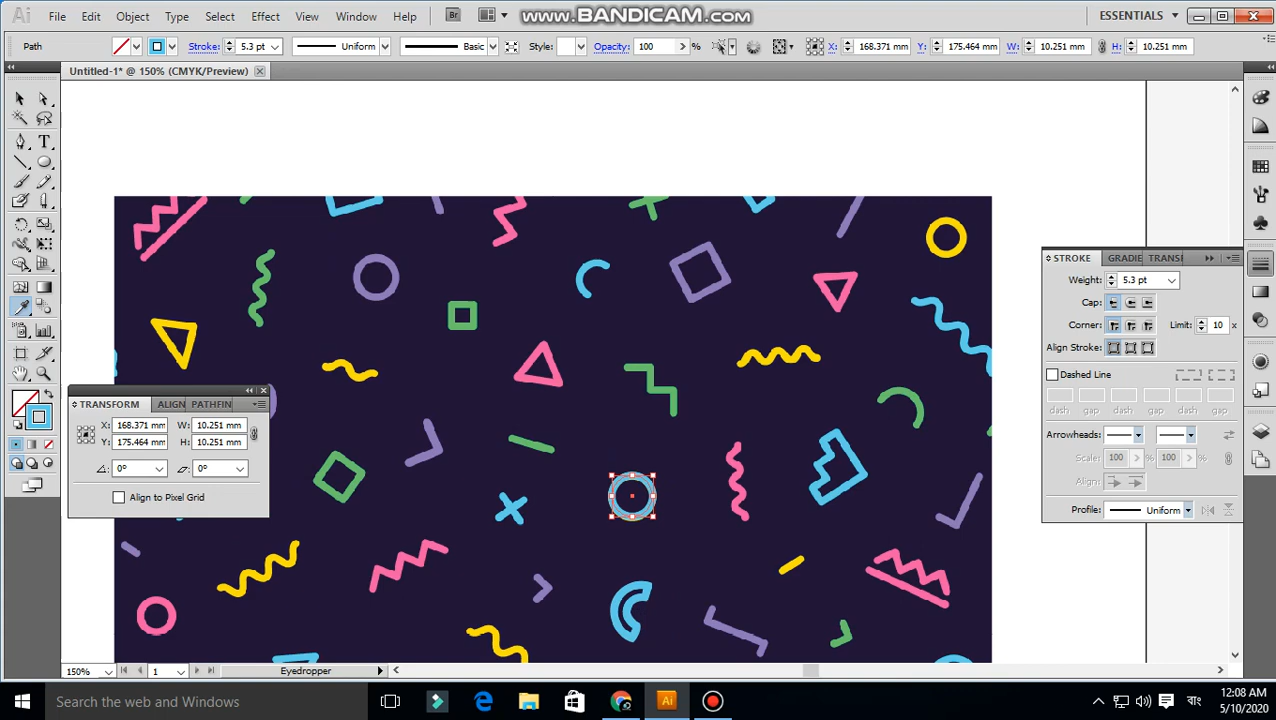 Ai File Edit Object Type Select Effect View Window Help Br www.BANDICAM.com ESSENTIALS
Path Stroke: 5.3 pt Uniform Basic Style: Opacity: 100 % X: 168.371 mm Y: 175.464 mm W: 10.251 mm H: 10.251 mm
Untitled-1* @ 150% (CMYK/Preview)
STROKE GRADIE TRANSI
Weight: 5.3 pt
Cap:
Corner: Limit: 10 x
Align Stroke:
Dashed Line
dash gap dash gap dash gap
Arrowheads:
Scale: 100 % 100 %
Align:
Profile: Uniform
TRANSFORM ALIGN PATHFIN
X: 168.371 mm W: 10.251 mm
Y: 175.464 mm H: 10.251 mm
0° 0°
Align to Pixel Grid
150% 1 Eyedropper
Search the web and Windows Ai বাং 12:08 AM
5/10/2020